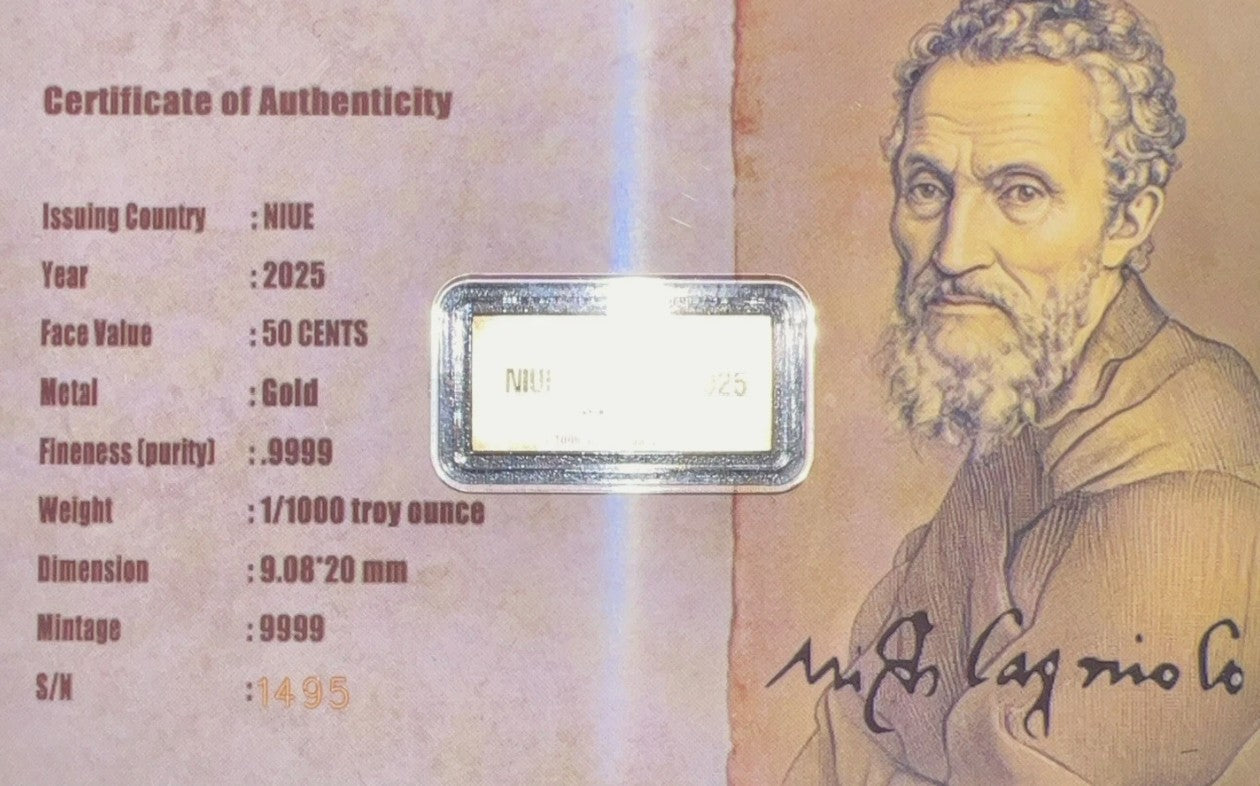 Certificate of Authenticity
Issuing Country : NIUE
Year : 2025
Face Value : 50 CENTS
Metal : Gold
Fineness (purity) : .9999
Weight : 1/1000 troy ounce
Dimension : 9.08*20 mm
Mintage : 9999
S/N : 1495
NIUE